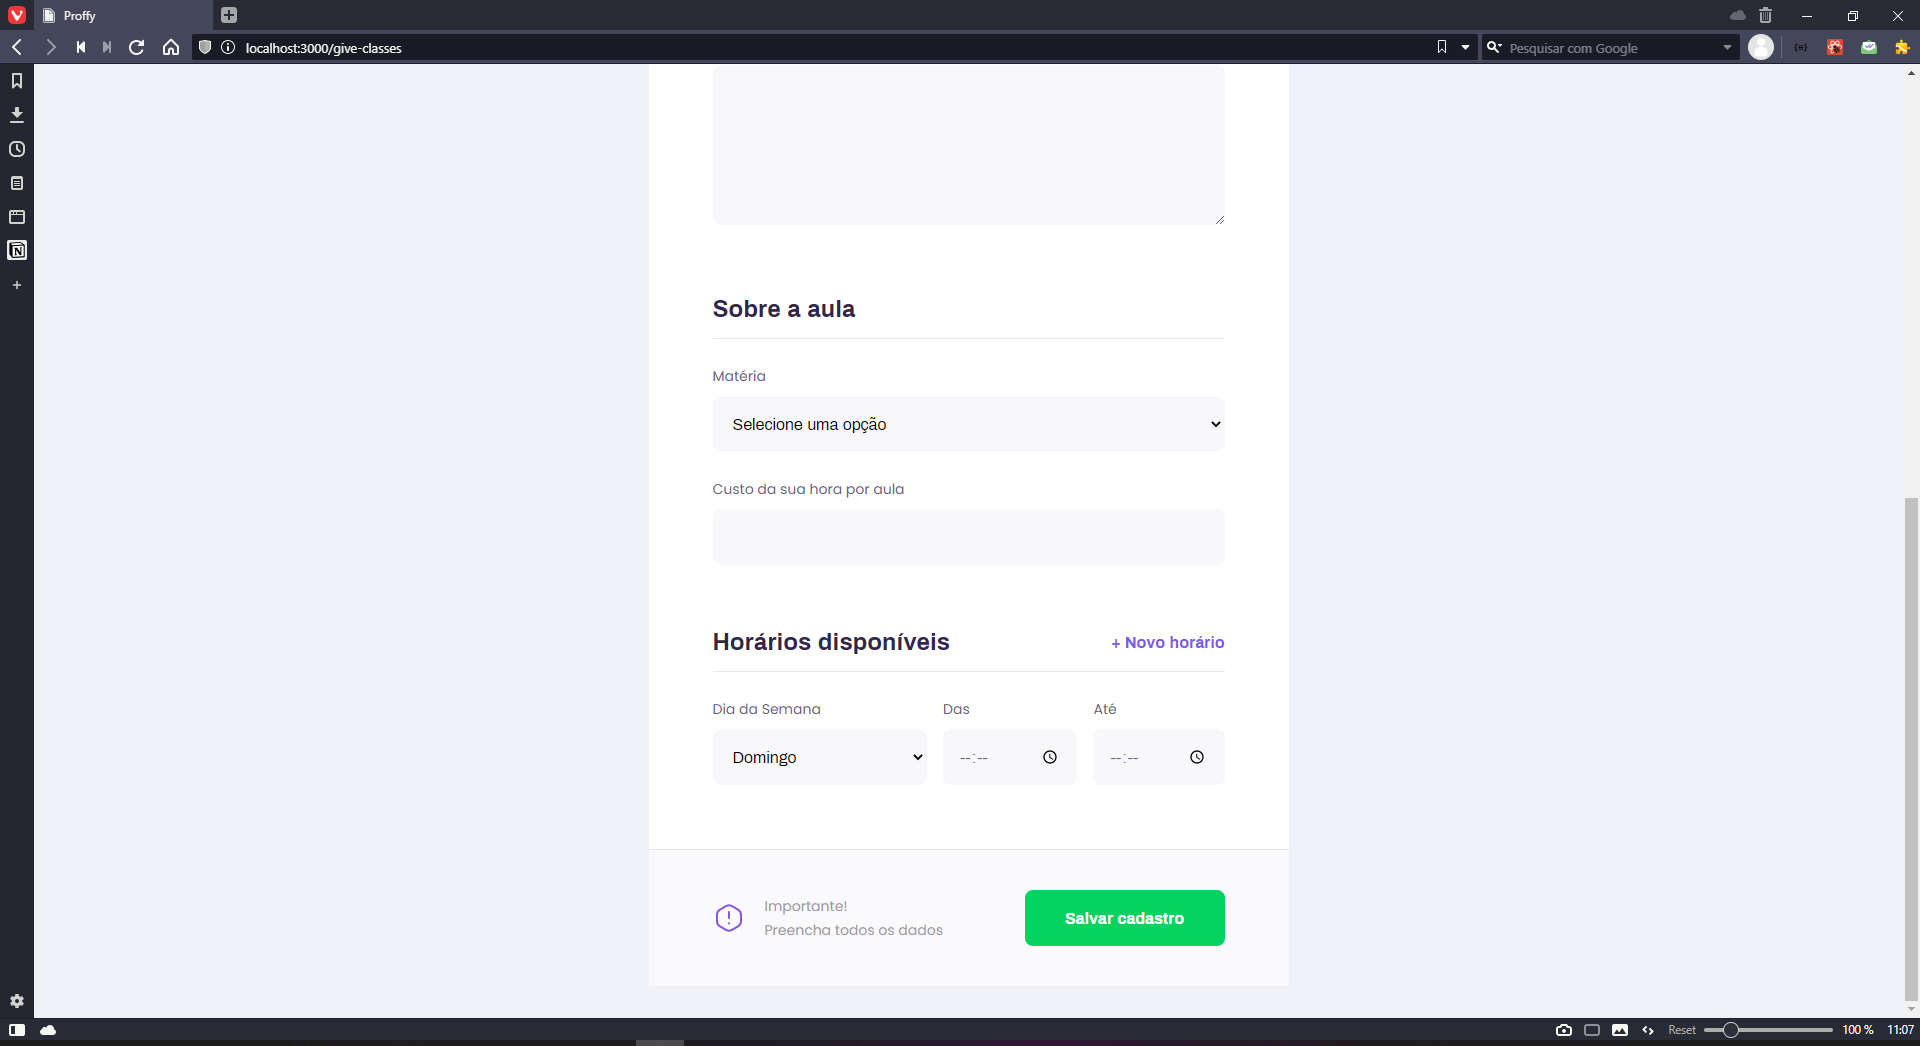 Proffy
localhost:3000/give-classes
Pesquisar com Google
Sobre a aula
Matéria
Selecione uma opção
Custo da sua hora por aula
Horários disponíveis
+ Novo horário
Dia da Semana
Das
Até
Domingo
--:--
--:--
Importante!
Preencha todos os dados
Salvar cadastro
Reset
100 %
11:07